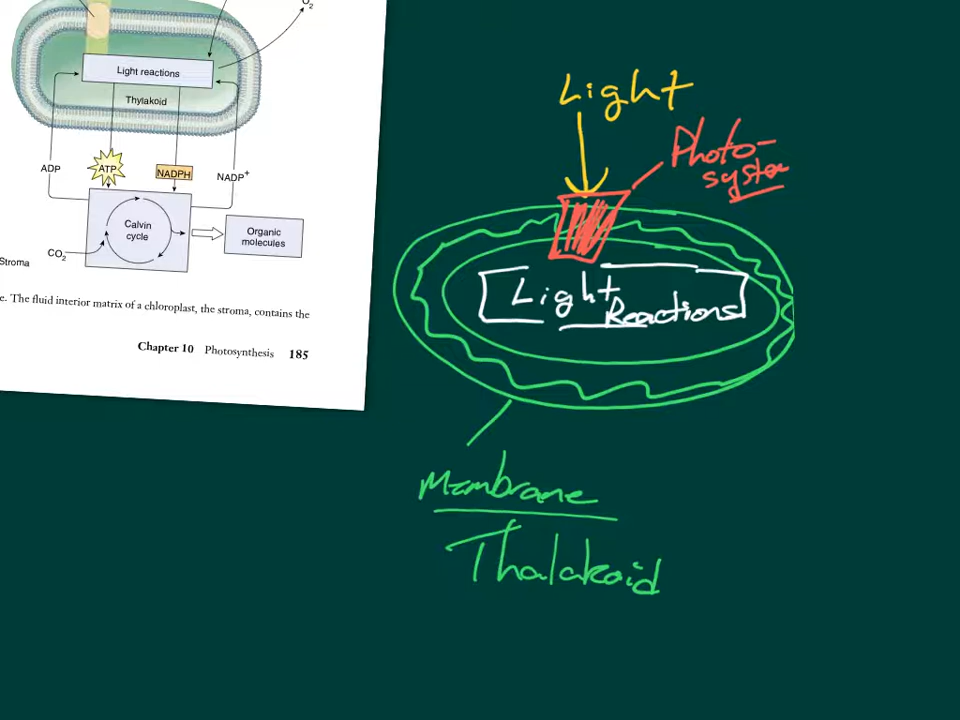 O2
Light reactions
Thylakoid
ADP
ATP
NADPH
NADP+
Calvin
cycle
Organic
molecules
CO2
Stroma
e. The fluid interior matrix of a chloroplast, the stroma, contains the
Chapter 10 Photosynthesis 185
Light
Photo-
system
Light
Reactions
Membrane
Thalakoid